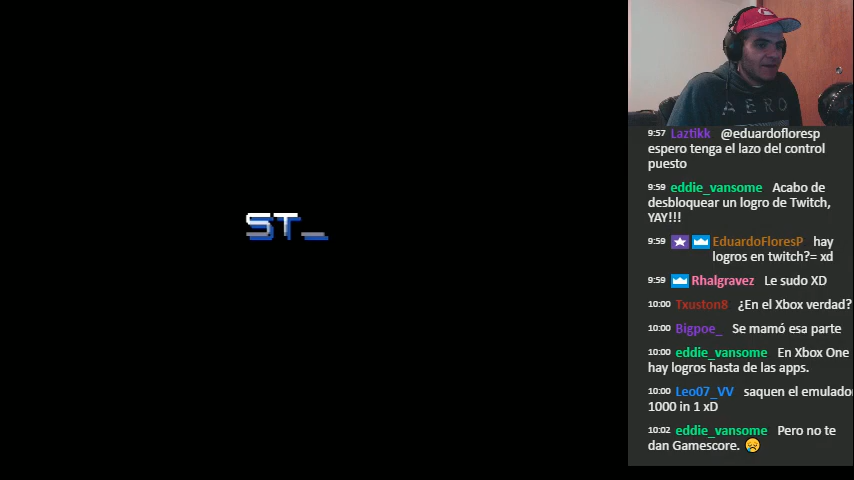 ST_
AERO
9:57 Laztikk @eduardofloresp
espero tenga el lazo del control
puesto
9:59 eddie_vansome Acabo de
desbloquear un logro de Twitch,
YAY!!!
9:59 EduardoFloresP hay
logros en twitch?= xd
9:59 Rhalgravez Le sudo XD
10:00 Txuston8 ¿En el Xbox verdad?
10:00 Bigpoe_ Se mamó esa parte
10:00 eddie_vansome En Xbox One
hay logros hasta de las apps.
10:00 Leo07_VV saquen el emulador
1000 in 1 xD
10:02 eddie_vansome Pero no te
dan Gamescore. 😥